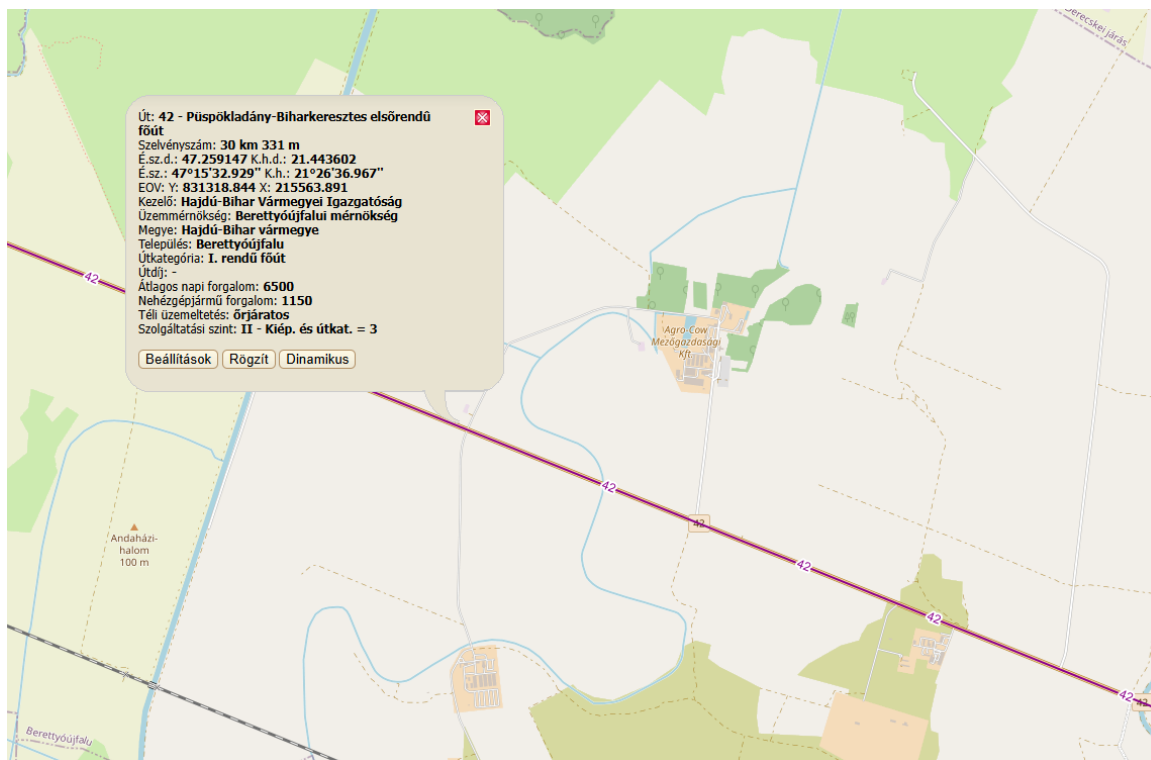 Derecskei járás
Út: 42 - Püspökladány-Biharkeresztes elsőrendû
főút
Szelvényszám: 30 km 331 m
É.sz.d.: 47.259147 K.h.d.: 21.443602
É.sz.: 47°15'32.929" K.h.: 21°26'36.967"
EOV: Y: 831318.844 X: 215563.891
Kezelő: Hajdú-Bihar Vármegyei Igazgatóság
Üzemmérnökség: Berettyóújfalui mérnökség
Megye: Hajdú-Bihar vármegye
Település: Berettyóújfalu
Útkategória: I. rendű főút
Útdíj: -
Átlagos napi forgalom: 6500
Nehézgépjármű forgalom: 1150
Téli üzemeltetés: őrjáratos
Szolgáltatási szint: II - Kiép. és útkat. = 3
Beállítások Rögzít Dinamikus
42
Agro-Cow
Mezőgazdasági
Kft.
42
42
Andaházi-
halom
100 m
42
42
42
42
Berettyóújfalu